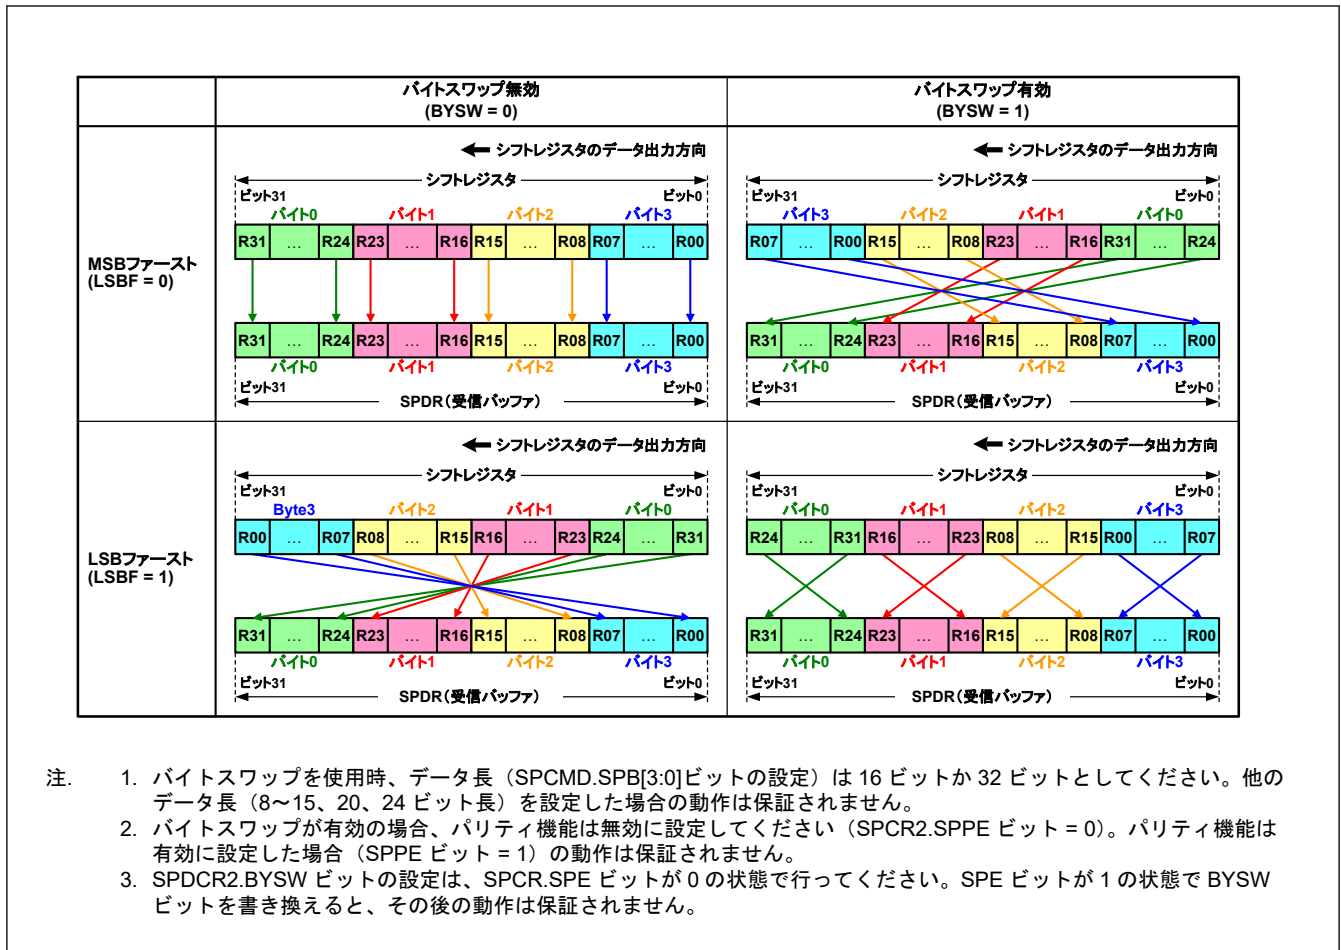 バイトスワップ無効
(BYSW = 0)
バイトスワップ有効
(BYSW = 1)
MSBファースト
(LSBF = 0)
シフトレジスタのデータ出力方向
シフトレジスタ
ビット31 ビット0
バイト0 バイト1 バイト2 バイト3
R31 … R24 R23 … R16 R15 … R08 R07 … R00
R31 … R24 R23 … R16 R15 … R08 R07 … R00
バイト0 バイト1 バイト2 バイト3
ビット31 ビット0
SPDR（受信バッファ）
シフトレジスタのデータ出力方向
シフトレジスタ
ビット31 ビット0
バイト3 バイト2 バイト1 バイト0
R07 … R00 R15 … R08 R23 … R16 R31 … R24
R31 … R24 R23 … R16 R15 … R08 R07 … R00
バイト0 バイト1 バイト2 バイト3
ビット31 ビット0
SPDR（受信バッファ）
LSBファースト
(LSBF = 1)
シフトレジスタのデータ出力方向
シフトレジスタ
ビット31 ビット0
Byte3 バイト2 バイト1 バイト0
R00 … R07 R08 … R15 R16 … R23 R24 … R31
R31 … R24 R23 … R16 R15 … R08 R07 … R00
バイト0 バイト1 バイト2 バイト3
ビット31 ビット0
SPDR（受信バッファ）
シフトレジスタのデータ出力方向
シフトレジスタ
ビット31 ビット0
バイト0 バイト1 バイト2 バイト3
R24 … R31 R16 … R23 R08 … R15 R00 … R07
R31 … R24 R23 … R16 R15 … R08 R07 … R00
バイト0 バイト1 バイト2 バイト3
ビット31 ビット0
SPDR（受信バッファ）
注. 1. バイトスワップを使用時、データ長（SPCMD.SPB[3:0]ビットの設定）は 16 ビットか 32 ビットとしてください。他の
データ長（8～15、20、24 ビット長）を設定した場合の動作は保証されません。
2. バイトスワップが有効の場合、パリティ機能は無効に設定してください（SPCR2.SPPE ビット = 0）。パリティ機能は
有効に設定した場合（SPPE ビット = 1）の動作は保証されません。
3. SPDCR2.BYSW ビットの設定は、SPCR.SPE ビットが 0 の状態で行ってください。SPE ビットが 1 の状態で BYSW
ビットを書き換えると、その後の動作は保証されません。